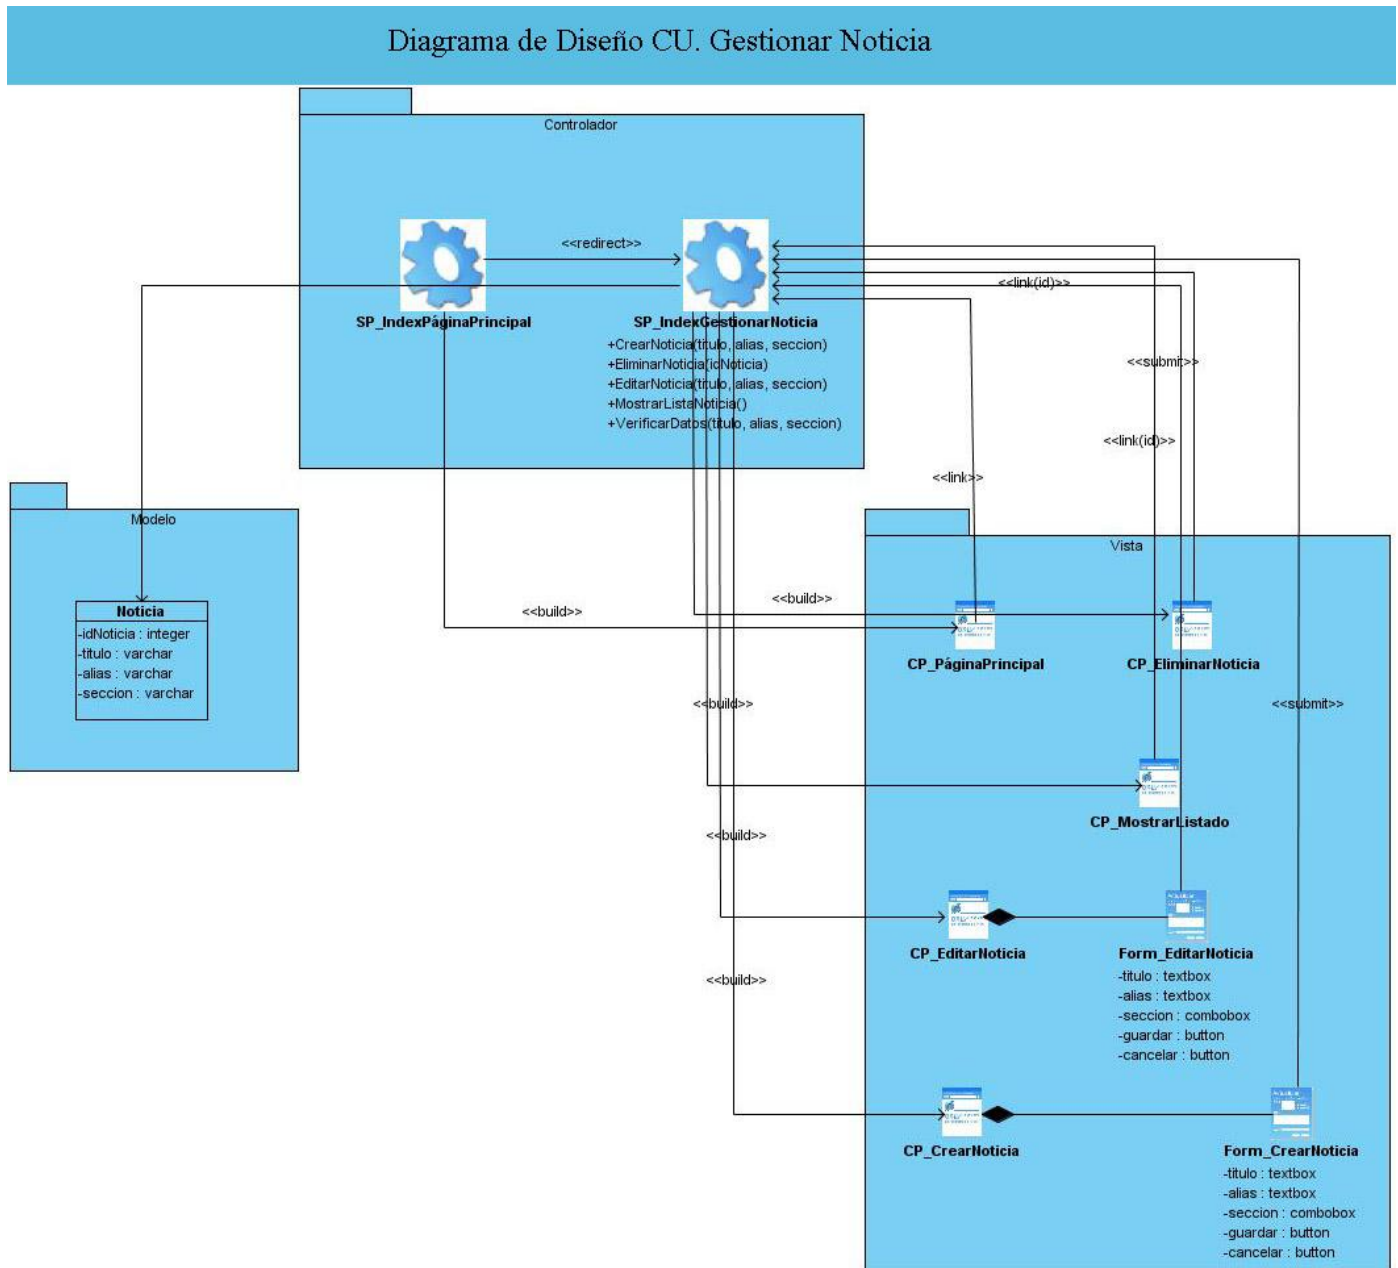 Diagrama de Diseño CU. Gestionar Noticia
Controlador
<<redirect>>
SP_IndexPáginaPrincipal
SP_IndexGestionarNoticia
+CrearNoticia(titulo, alias, seccion)
+EliminarNoticia(idNoticia)
+EditarNoticia(titulo, alias, seccion)
+MostrarListaNoticia()
+VerificarDatos(titulo, alias, seccion)
<<link(id)>>
<<submit>>
<<link(id)>>
<<link>>
Modelo
Noticia
-idNoticia : integer
-titulo : varchar
-alias : varchar
-seccion : varchar
Vista
<<build>>
<<build>>
CP_PáginaPrincipal
CP_EliminarNoticia
<<build>>
<<submit>>
CP_MostrarListado
<<build>>
CP_EditarNoticia
Form_EditarNoticia
-titulo : textbox
-alias : textbox
-seccion : combobox
-guardar : button
-cancelar : button
<<build>>
CP_CrearNoticia
Form_CrearNoticia
-titulo : textbox
-alias : textbox
-seccion : combobox
-guardar : button
-cancelar : button